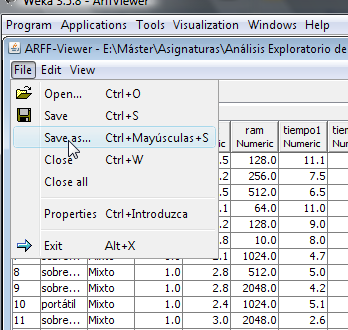 Weka 3.5.8 - ArffViewer
Program Applications Tools Visualization Windows Help
ARFF-Viewer - E:\Máster\Asignaturas\Análisis Exploratorio de
File Edit View
Open... Ctrl+O
Save Ctrl+S
Save as... Ctrl+Mayúsculas+S
Close Ctrl+W
Close all
Properties Ctrl+Introduzca
Exit Alt+X
ram tiempo1
Numeric Numeric
.5 128.0 11.1
.2 256.0 7.5
.5 512.0 6.5
.1 64.0 11.0
.2 128.0 9.0
.8 10.0 8.0
1024.0 4.7
8 sobre... Mixto 1.0 2.8 512.0 5.0
9 sobre... Mixto 1.0 2.8 2048.0 4.2
10 portátil Mixto 1.0 2.4 1024.0 5.1
11 sobre... Mixto 1.0 3.0 2048.0 2.6